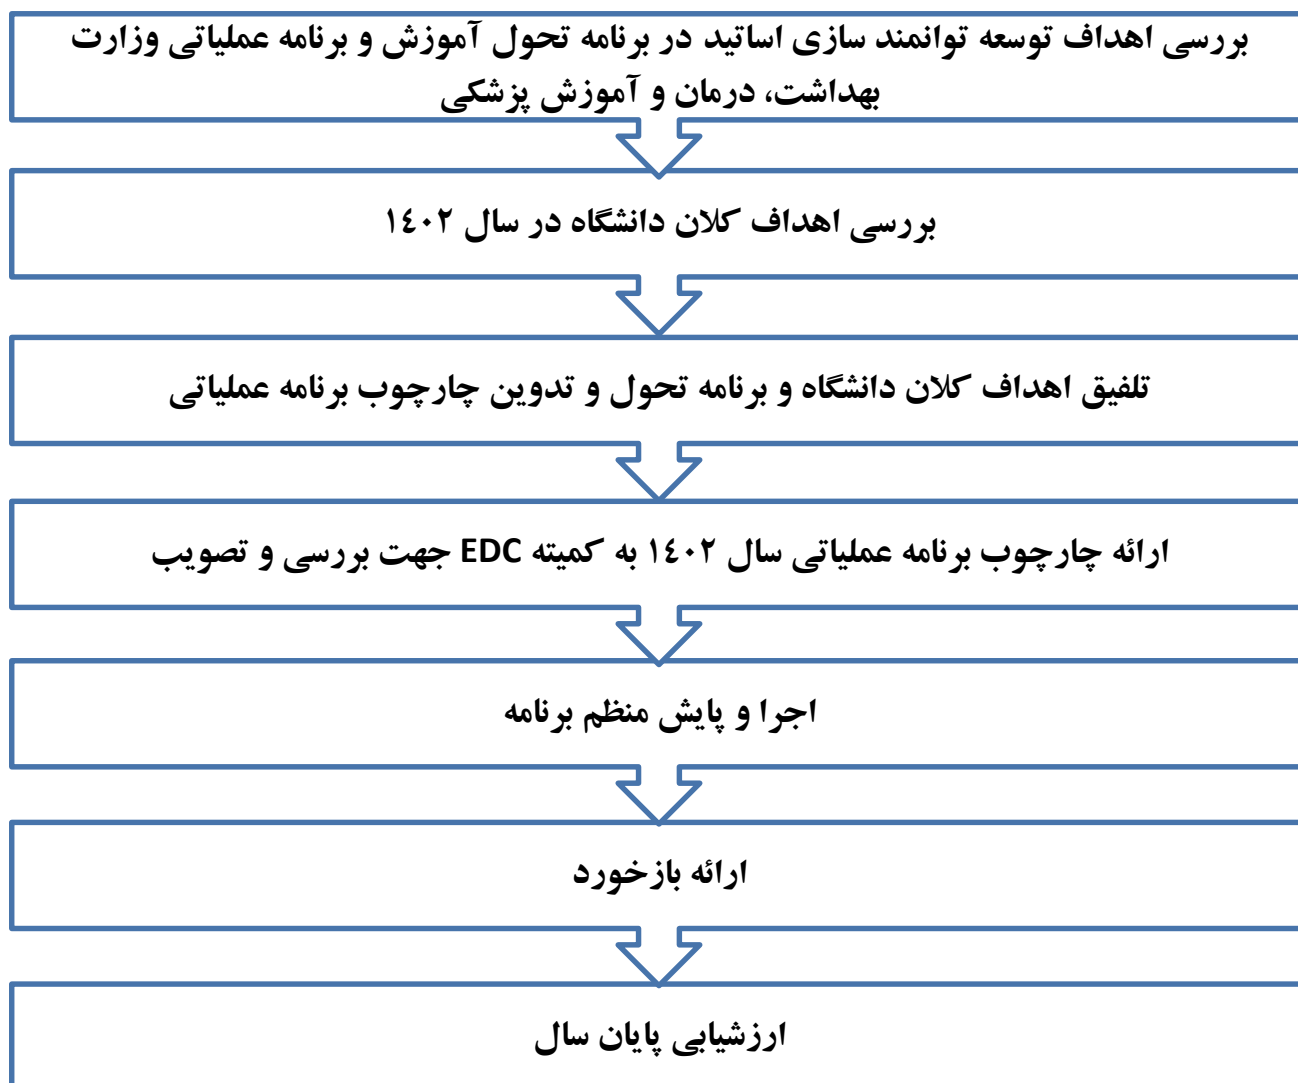 بررسی اهداف توسعه توانمند سازی اساتید در برنامه تحول آموزش و برنامه عملیاتی وزارت
بهداشت، درمان و آموزش پزشکی
بررسی اهداف کلان دانشگاه در سال ۱٤۰۲
تلفیق اهداف کلان دانشگاه و برنامه تحول و تدوین چارچوب برنامه عملیاتی
ارائه چارچوب برنامه عملیاتی سال ۱٤۰۲ به کمیته EDC جهت بررسی و تصویب
اجرا و پایش منظم برنامه
ارائه بازخورد
ارزشیابی پایان سال